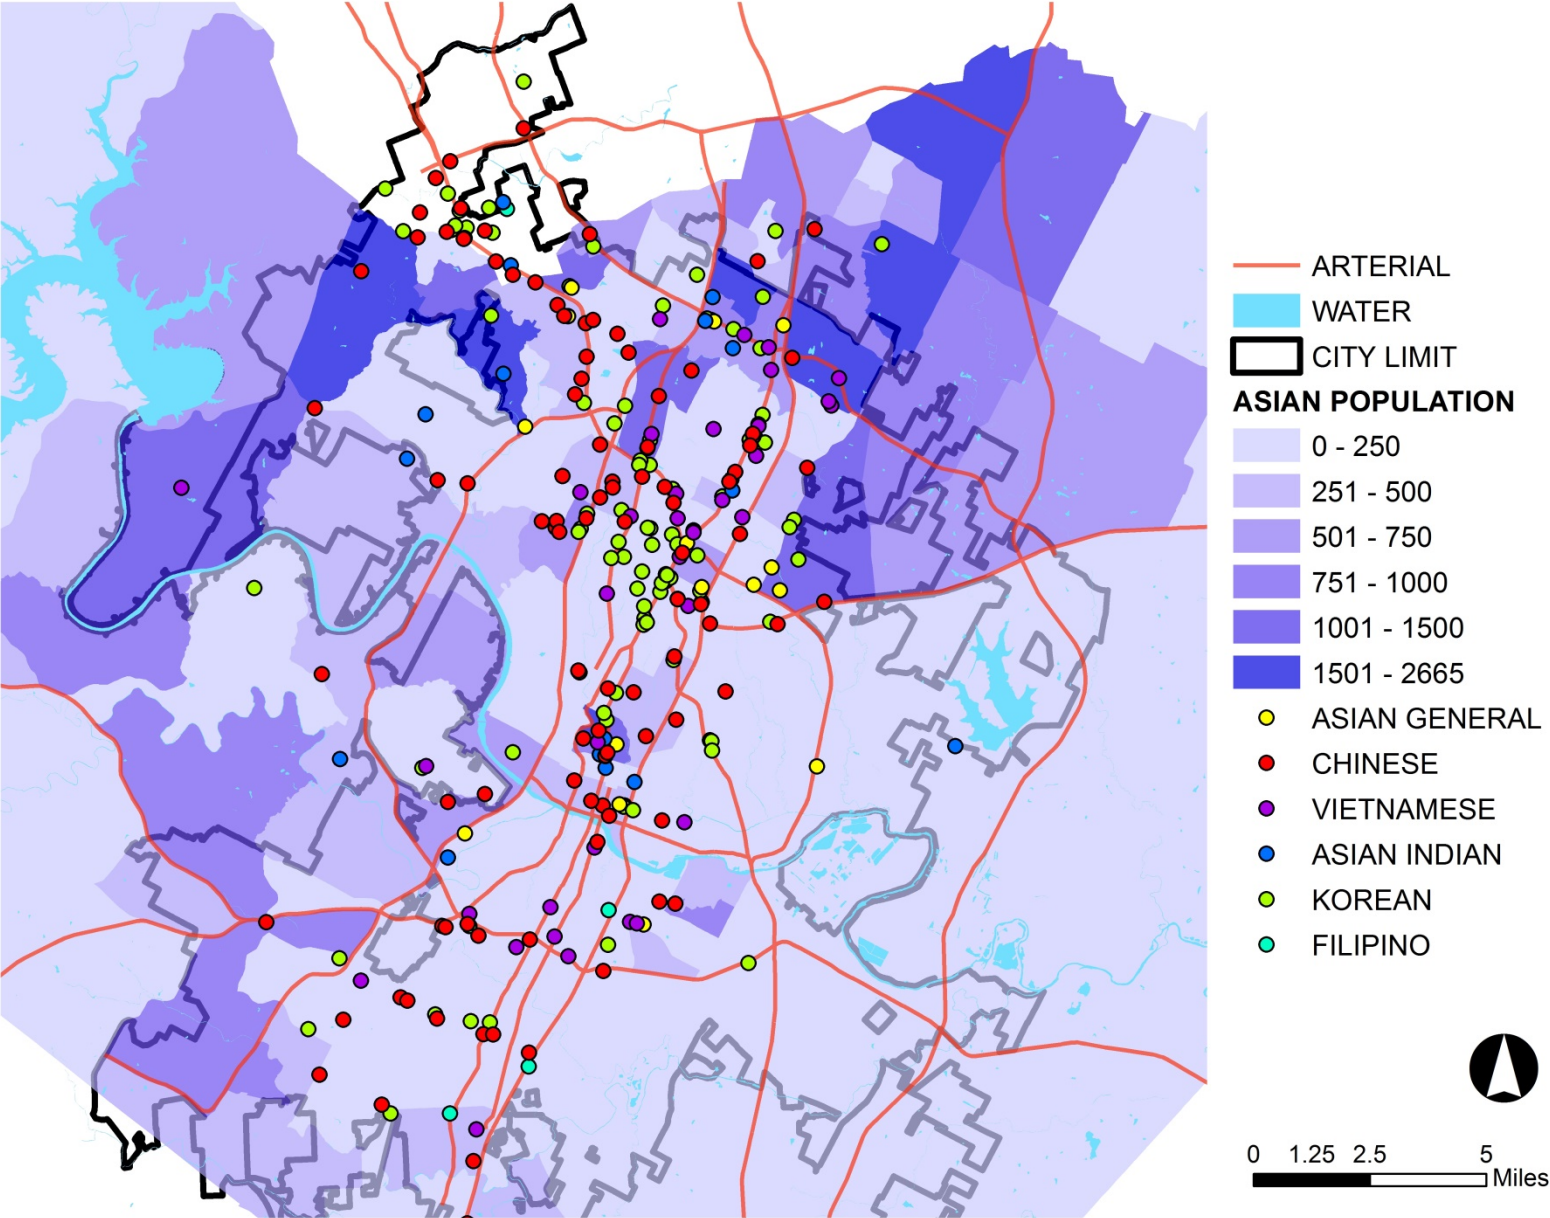 ARTERIAL
WATER
CITY LIMIT
ASIAN POPULATION
0 - 250
251 - 500
501 - 750
751 - 1000
1001 - 1500
1501 - 2665
ASIAN GENERAL
CHINESE
VIETNAMESE
ASIAN INDIAN
KOREAN
FILIPINO
0 1.25 2.5 5
Miles